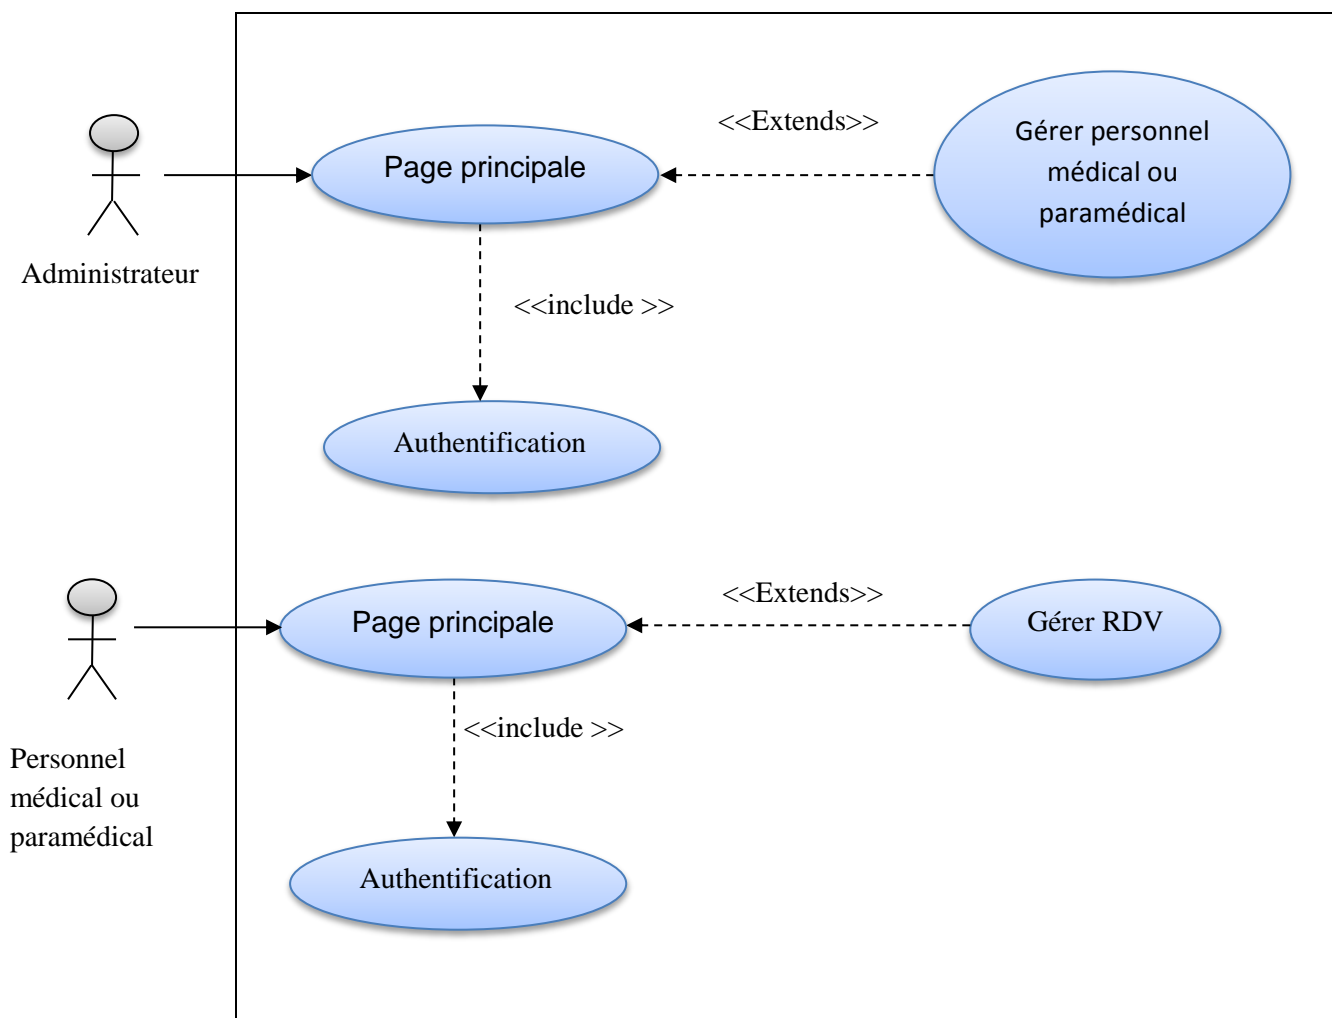 <<Extends>>
Gérer personnel
médical ou
paramédical
Page principale
Administrateur
<<include >>
Authentification
<<Extends>>
Page principale
Gérer RDV
<<include >>
Personnel
médical ou
paramédical
Authentification